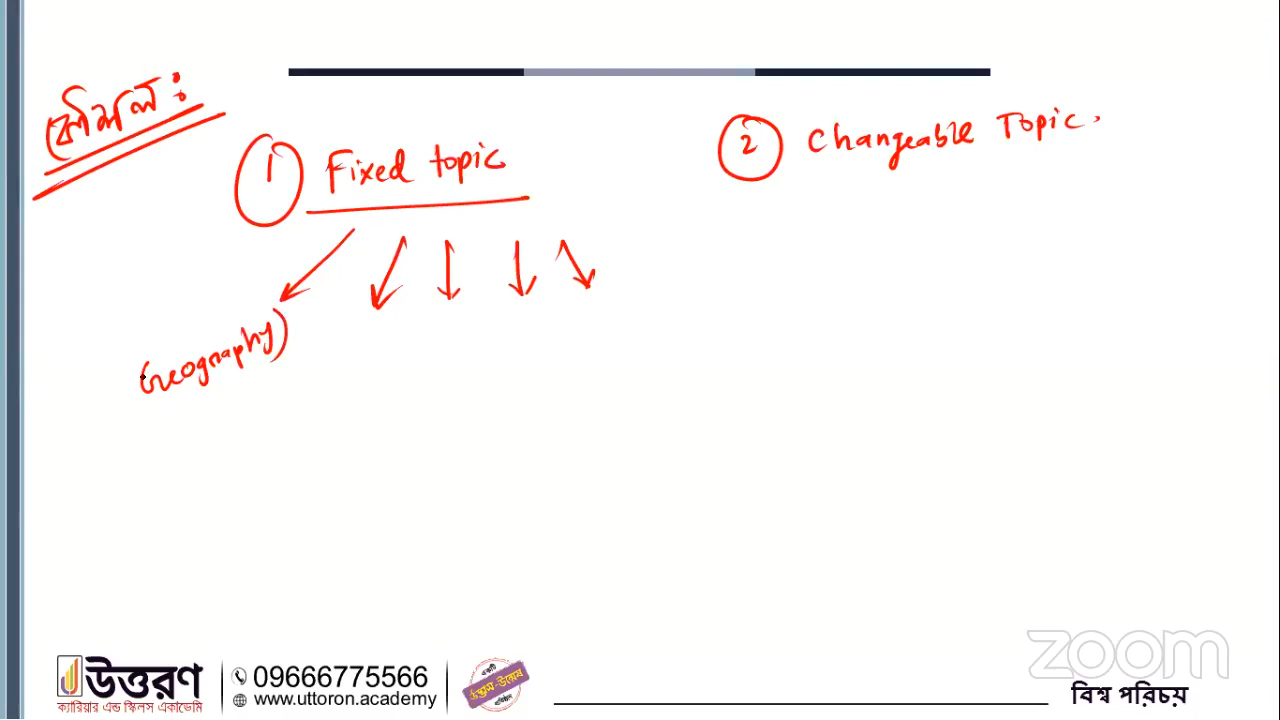 কৌশল :
① Fixed topic
② Changeable Topic.
Geography
উত্তরণ
ক্যারিয়ার এন্ড স্কিলস একাডেমি
09666775566
www.uttoron.academy
zoom
বিশ্ব পরিচয়